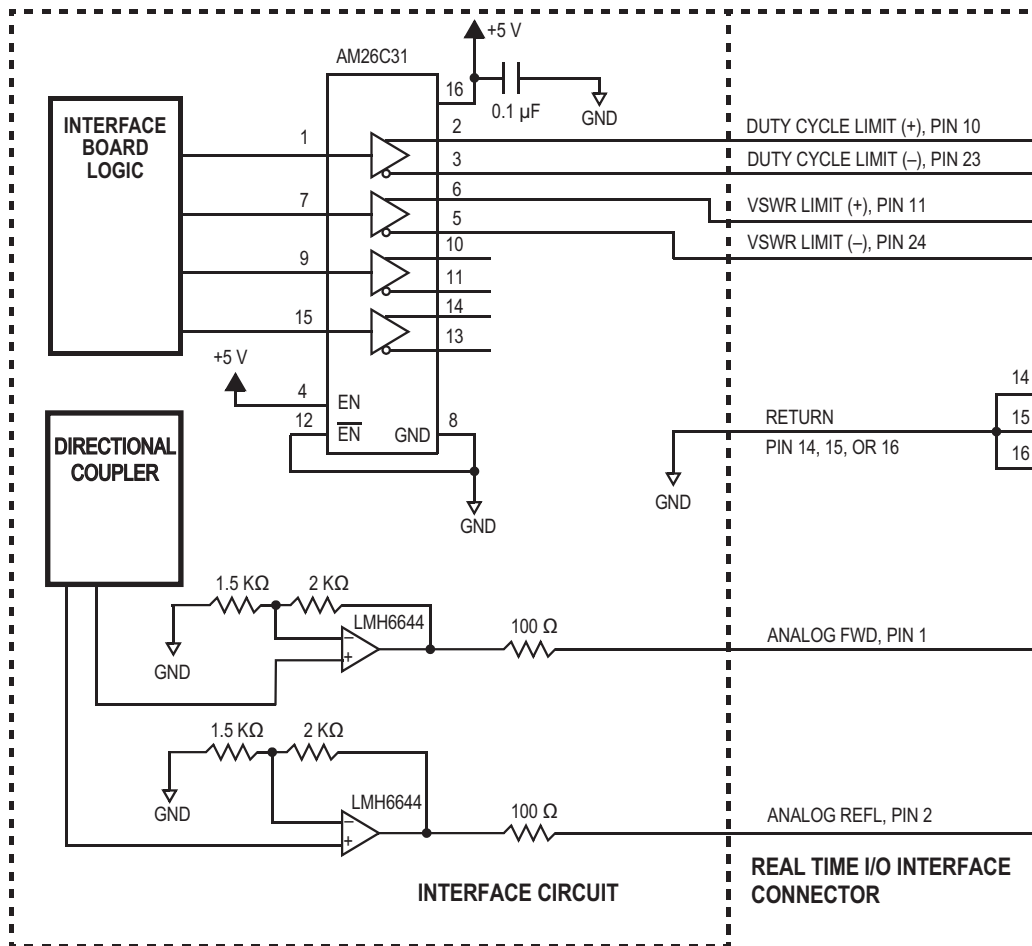 +5 V
AM26C31
16
0.1 µF
GND
INTERFACE
BOARD
LOGIC
1
2
3
DUTY CYCLE LIMIT (+), PIN 10
DUTY CYCLE LIMIT (–), PIN 23
7
6
5
VSWR LIMIT (+), PIN 11
VSWR LIMIT (–), PIN 24
9
10
11
15
14
13
+5 V
4
EN
12
EN
GND
8
GND
DIRECTIONAL
COUPLER
RETURN
PIN 14, 15, OR 16
14
15
16
GND
1.5 KΩ
2 KΩ
LMH6644
–
+
100 Ω
GND
ANALOG FWD, PIN 1
1.5 KΩ
2 KΩ
LMH6644
–
+
100 Ω
GND
ANALOG REFL, PIN 2
INTERFACE CIRCUIT
REAL TIME I/O INTERFACE
CONNECTOR